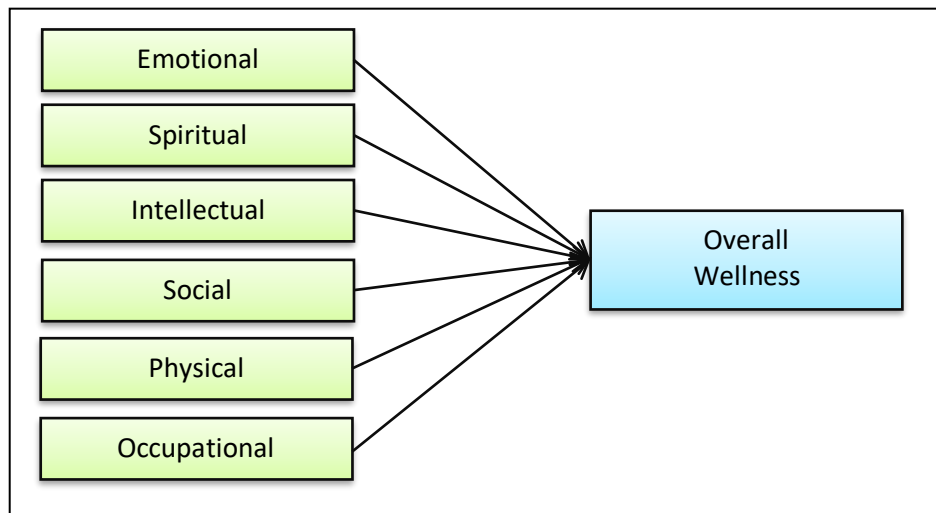 Emotional
Spiritual
Intellectual
Social
Physical
Occupational
Overall
Wellness